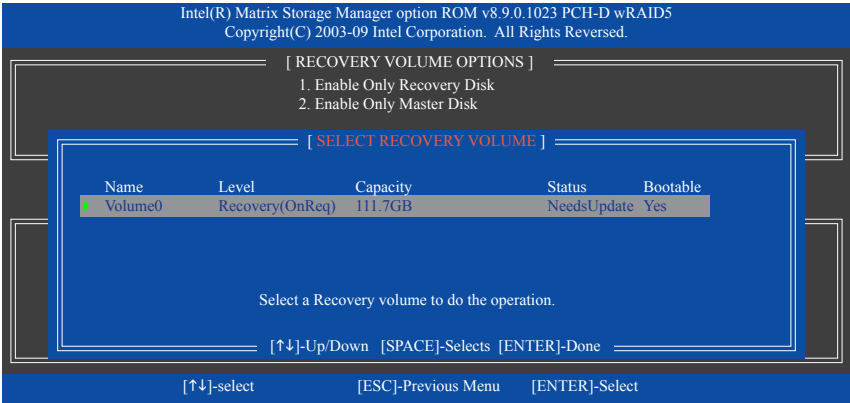 Intel(R) Matrix Storage Manager option ROM v8.9.0.1023 PCH-D wRAID5
Copyright(C) 2003-09 Intel Corporation.  All Rights Reversed.
[ RECOVERY VOLUME OPTIONS ]
1. Enable Only Recovery Disk
2. Enable Only Master Disk
[ SELECT RECOVERY VOLUME ]
Name Level Capacity Status Bootable
Volume0 Recovery(OnReq) 111.7GB NeedsUpdate Yes
Select a Recovery volume to do the operation.
[↑↓]-Up/Down [SPACE]-Selects [ENTER]-Done
[↑↓]-select [ESC]-Previous Menu [ENTER]-Select